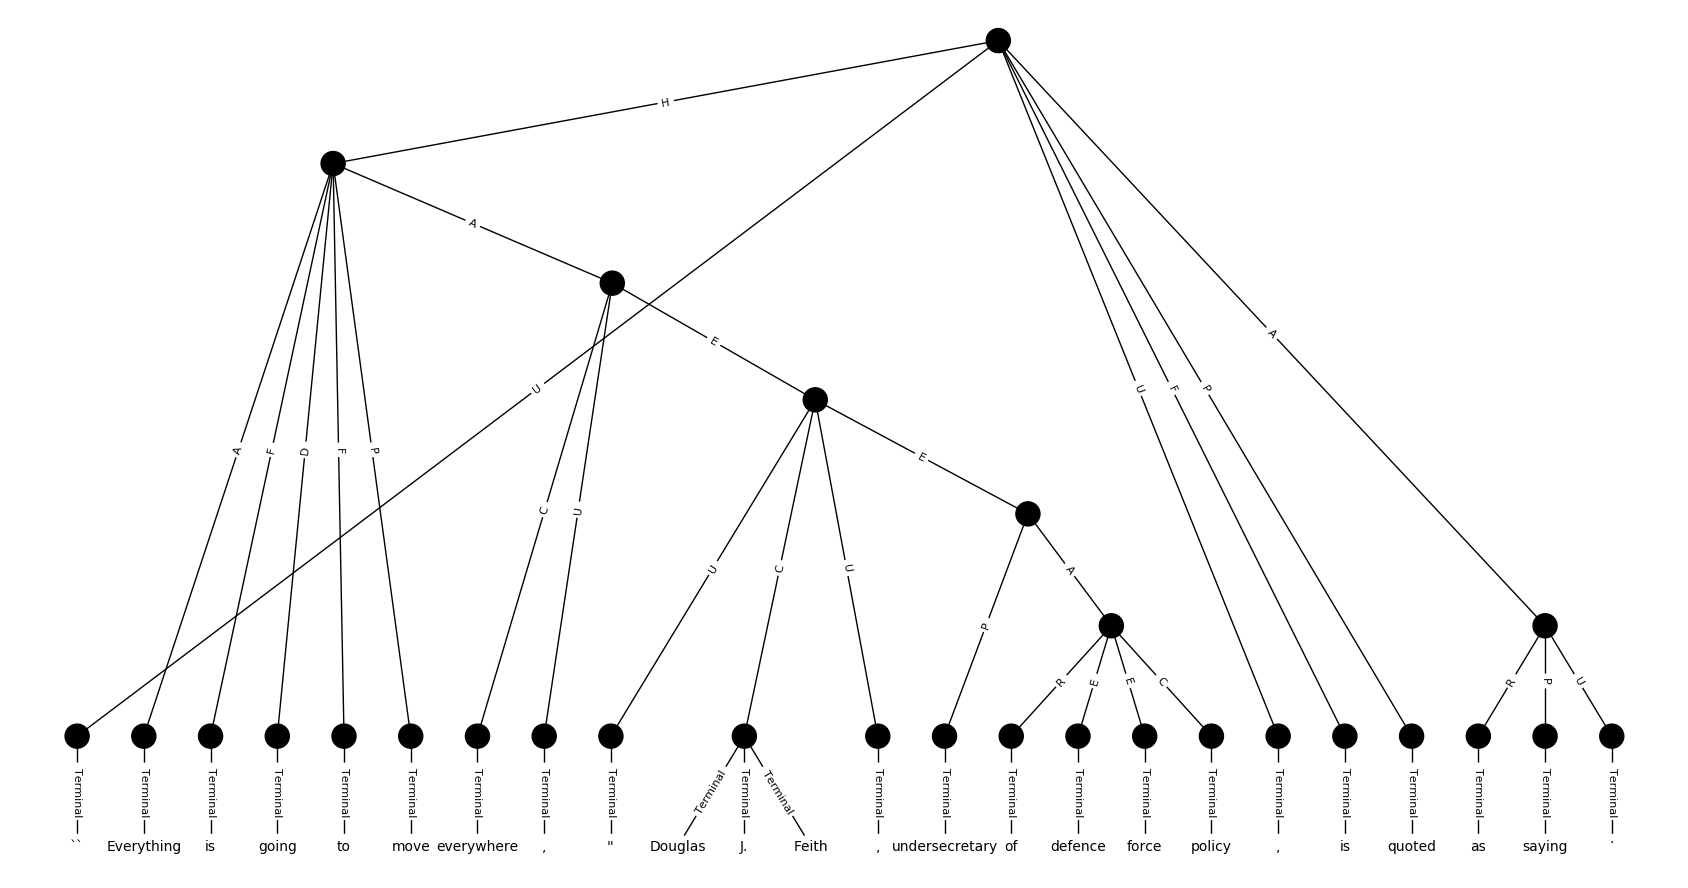 H
A
E
U
A
U
F
P
A
F
D
F
P
E
C
U
U
C
U
A
P
R
E
E
C
R
P
U
Terminal Terminal Terminal Terminal Terminal Terminal Terminal Terminal Terminal Terminal Terminal Terminal Terminal Terminal Terminal Terminal Terminal Terminal Terminal Terminal Terminal Terminal Terminal Terminal
`` Everything is going to move everywhere , " Douglas J. Feith , undersecretary of defence force policy , is quoted as saying .